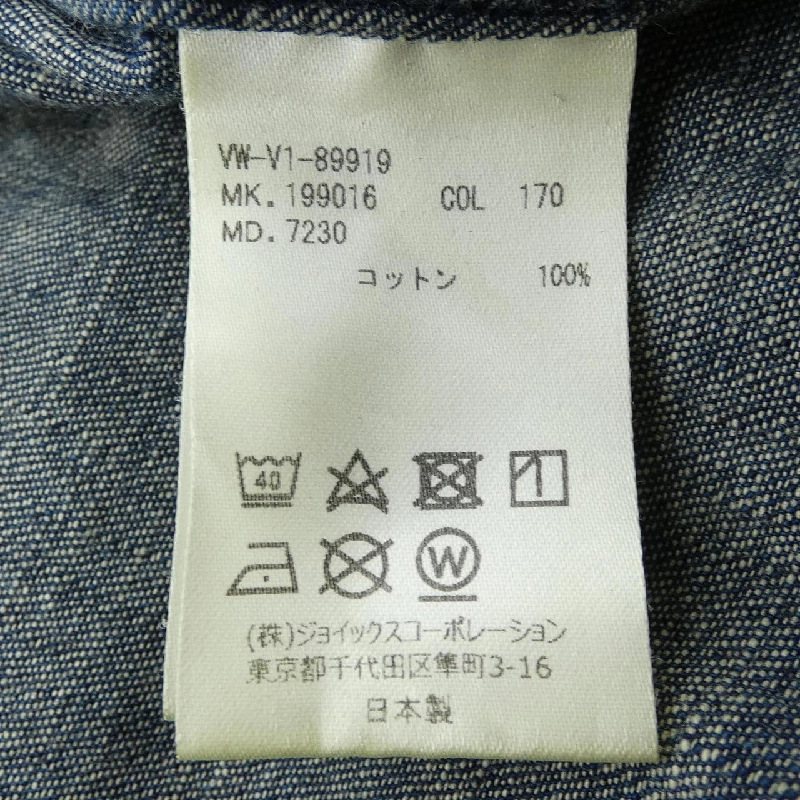 VW-V1-89919
MK.199016 COL 170
MD.7230
コットン 100%
40
W
(株)ジョイックスコーポレーション
東京都千代田区隼町3-16
日本製